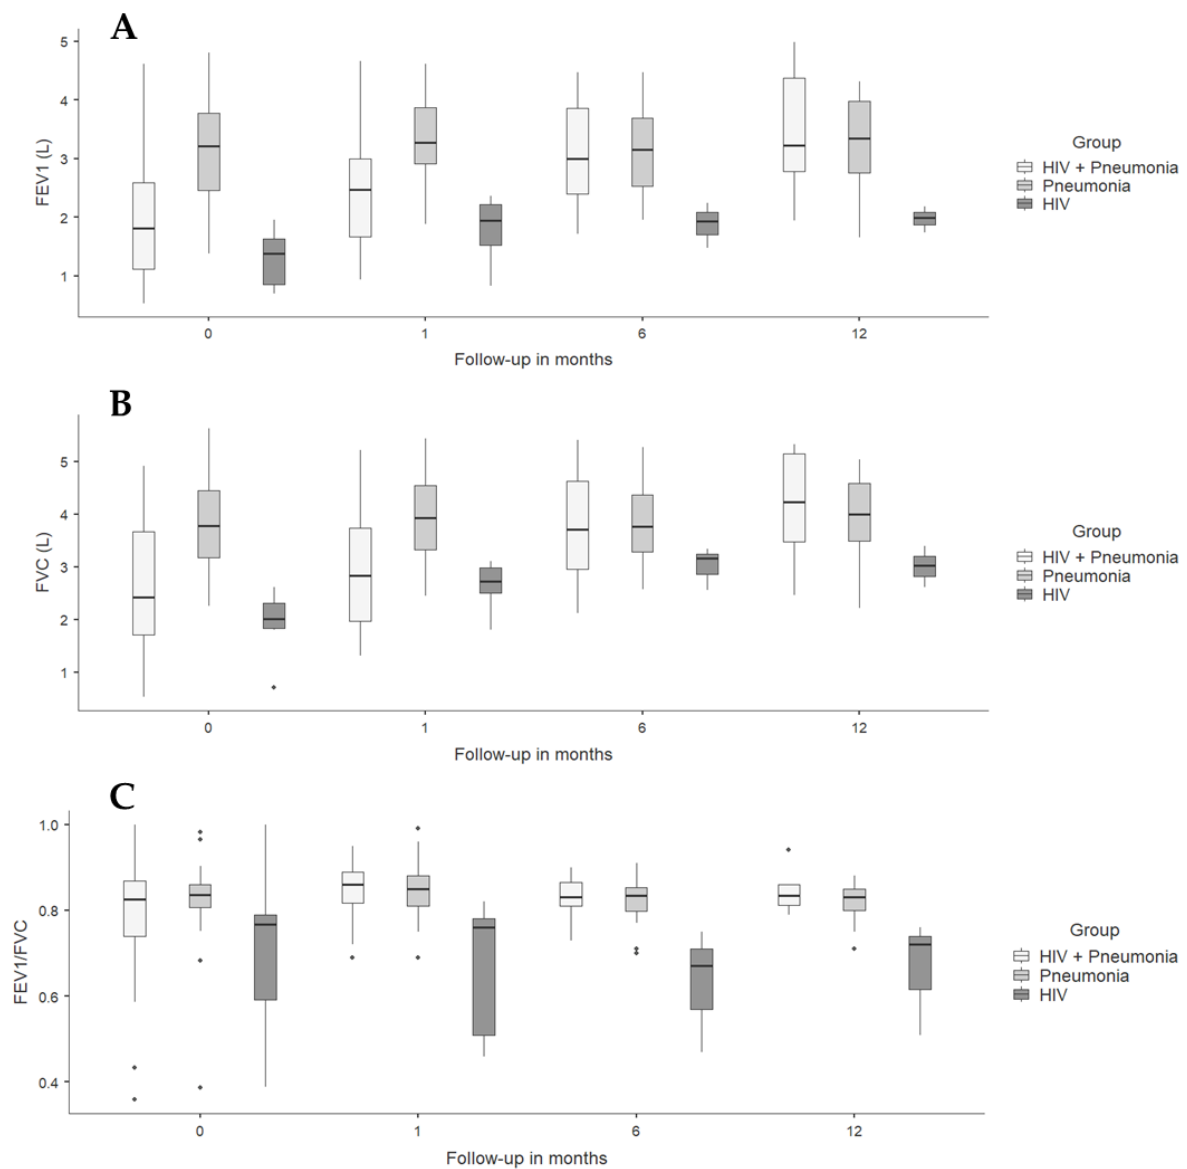 A
5
4
3
2
1
FEV1 (L)
0 1 6 12
Follow-up in months
Group
HIV + Pneumonia
Pneumonia
HIV
B
5
4
3
2
1
FVC (L)
0 1 6 12
Follow-up in months
Group
HIV + Pneumonia
Pneumonia
HIV
C
1.0
0.8
0.6
0.4
FEV1/FVC
0 1 6 12
Follow-up in months
Group
HIV + Pneumonia
Pneumonia
HIV